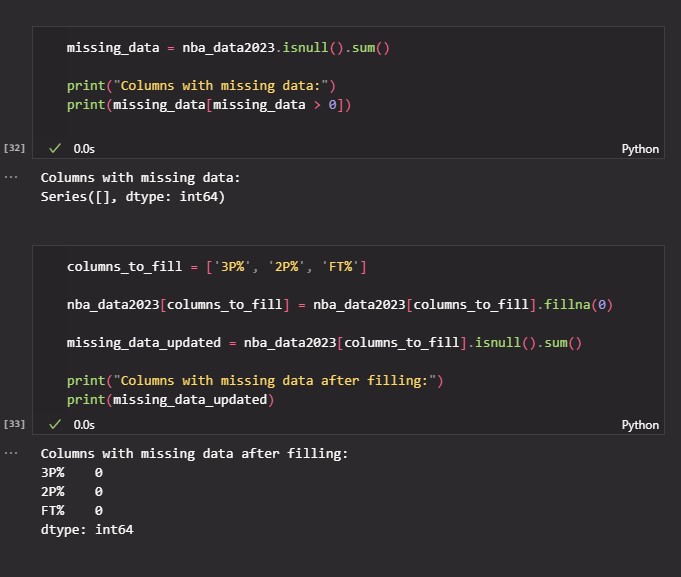 missing_data = nba_data2023.isnull().sum()
print("Columns with missing data:")
print(missing_data[missing_data > 0])
[32]
0.0s
Python
...
Columns with missing data:
Series([], dtype: int64)
columns_to_fill = ['3P%', '2P%', 'FT%']
nba_data2023[columns_to_fill] = nba_data2023[columns_to_fill].fillna(0)
missing_data_updated = nba_data2023[columns_to_fill].isnull().sum()
print("Columns with missing data after filling:")
print(missing_data_updated)
[33]
0.0s
Python
...
Columns with missing data after filling:
3P%    0
2P%    0
FT%    0
dtype: int64